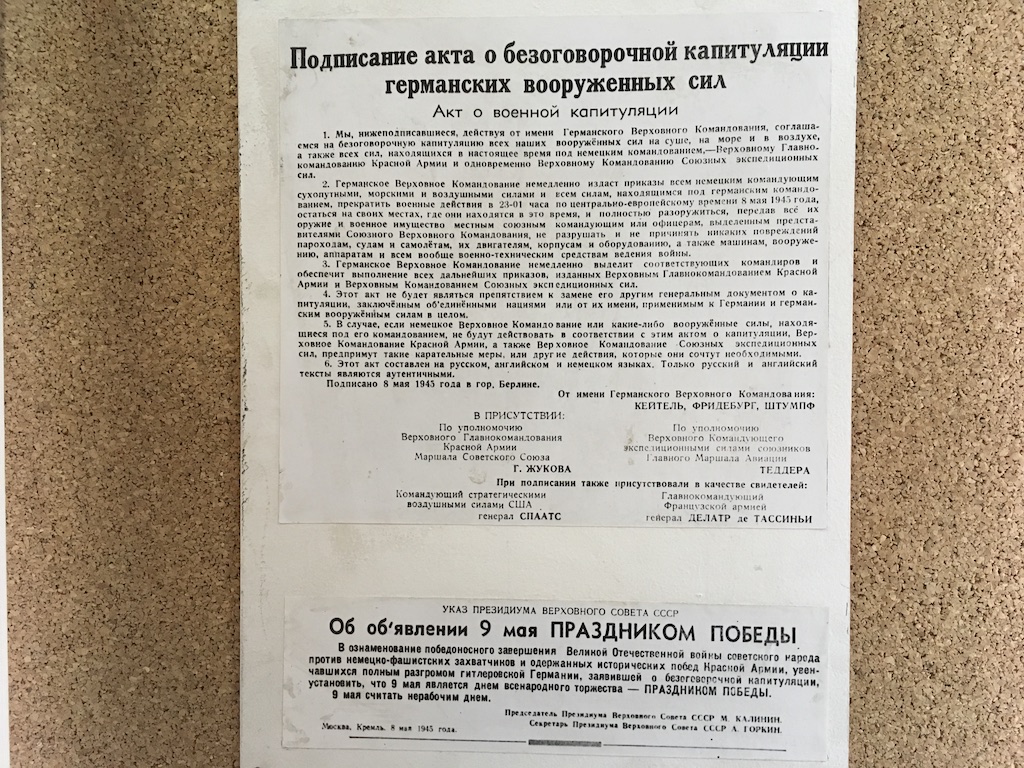 Подписание акта о безоговорочной капитуляции
германских вооруженных сил
Акт о военной капитуляции
1. Мы, нижеподписавшиеся, действуя от имени Германского Верховного Командования, соглаша-
емся на безоговорочную капитуляцию всех наших вооружённых сил на суше, на море и в воздухе,
а также всех сил, находящихся в настоящее время под немецким командованием,—Верховному Главно-
командованию Красной Армии и одновременно Верховному Командованию Союзных экспедиционных
сил.
2. Германское Верховное Командование немедленно издаст приказы всем немецким командующим
сухопутными, морскими и воздушными силами и всем силам, находящимся под германским командо-
ванием, прекратить военные действия в 23-01 часа по центрально-европейскому времени 8 мая 1945 года,
остаться на своих местах, где они находятся в это время, и полностью разоружиться, передав всё их
оружие и военное имущество местным союзным командующим или офицерам, выделенным предста-
вителями Союзного Верховного Командования, не разрушать и не причинять никаких повреждений
пароходам, судам и самолётам, их двигателям, корпусам и оборудованию, а также машинам, вооруже-
нию, аппаратам и всем вообще военно-техническим средствам ведения войны.
3. Германское Верховное Командование немедленно выделит соответствующих командиров и
обеспечит выполнение всех дальнейших приказов, изданных Верховным Главнокомандованием Красной
Армии и Верховным Командованием Союзных экспедиционных сил.
4. Этот акт не будет являться препятствием к замене его другим генеральным документом о ка-
питуляции, заключённым об'единёнными нациями или от их имени, применимым к Германии и герман-
ским вооружённым силам в целом.
5. В случае, если немецкое Верховное Командование или какие-либо вооружённые силы, находя-
щиеся под его командованием, не будут действовать в соответствии с этим актом о капитуляции, Вер-
ховное Командование Красной Армии, а также Верховное Командование Союзных экспедиционных
сил, предпримут такие карательные меры, или другие действия, которые они сочтут необходимыми.
6. Этот акт составлен на русском, английском и немецком языках. Только русский и английский
тексты являются аутентичными.
Подписано 8 мая 1945 года в гор. Берлине.
От имени Германского Верховного Командования:
КЕЙТЕЛЬ, ФРИДЕБУРГ, ШТУМПФ
В ПРИСУТСТВИИ:
По уполномочию
Верховного Главнокомандования
Красной Армии
Маршала Советского Союза
Г. ЖУКОВА
По уполномочию
Верховного Командующего
экспедиционными силами союзников
Главного Маршала Авиации
ТЕДДЕРА
При подписании также присутствовали в качестве свидетелей:
Командующий стратегическими
воздушными силами США
генерал СПААТС
Главнокомандующий
Французской армией
генерал ДЕЛАТР де ТАССИНЬИ
УКАЗ ПРЕЗИДИУМА ВЕРХОВНОГО СОВЕТА СССР
Об об'явлении 9 мая ПРАЗДНИКОМ ПОБЕДЫ
В ознаменование победоносного завершения Великой Отечественной войны советского народа
против немецко-фашистских захватчиков и одержанных исторических побед Красной Армии, увен-
чавшихся полным разгромом гитлеровской Германии, заявившей о безоговорочной капитуляции,
установить, что 9 мая является днем всенародного торжества — ПРАЗДНИКОМ ПОБЕДЫ.
9 мая считать нерабочим днем.
Председатель Президиума Верховного Совета СССР М. КАЛИНИН.
Секретарь Президиума Верховного Совета СССР А. ГОРКИН.
Москва, Кремль. 8 мая 1945 года.